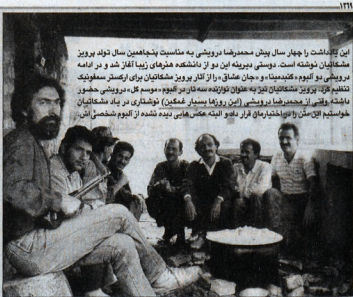 ۱۳۶۹
این یادداشت را چهار سال پیش محمدرضا درویشی به مناسبت پنجاهمین سال تولد پرویز
مشکاتیان نوشته است. دوستی دیرینه این دو از دانشکده هنرهای زیبا آغاز شد و در ادامه
درویشی دو آلبوم «گنبدمینا» و «جان عشاق» را از آثار پرویز مشکاتیان برای ارکستر سمفونیک
تنظیم کرد. پرویز مشکاتیان نیز به عنوان نوازنده سه تار در آلبوم «موسم گل» درویشی حضور
داشته. وقتی از محمدرضا درویشی (این روزها بسیار غمگین) نوشتاری در یاد مشکاتیان
خواستیم این متن را در اختیارمان قرار داد و البته عکس هایی دیده نشده از آلبوم شخصی اش.